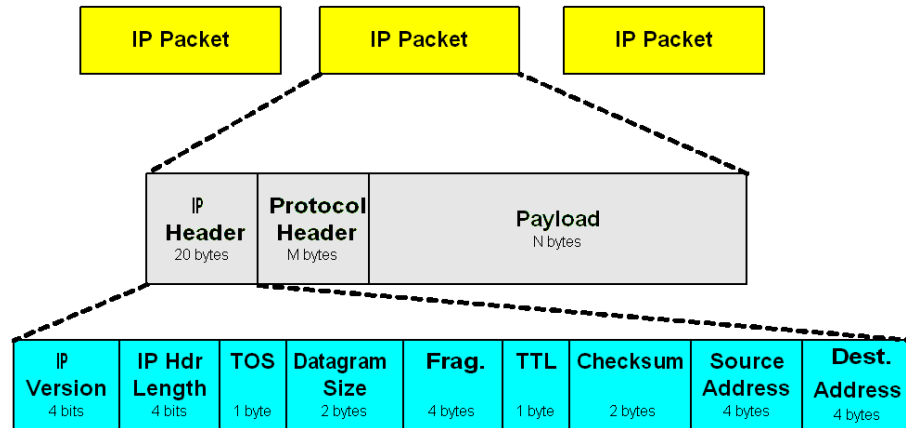 IP Packet
IP Packet
IP Packet
IP
Header
20 bytes
Protocol
Header
M bytes
Payload
N bytes
IP
Version
4 bits
IP Hdr
Length
4 bits
TOS
1 byte
Datagram
Size
2 bytes
Frag.
4 bytes
TTL
1 byte
Checksum
2 bytes
Source
Address
4 bytes
Dest.
Address
4 bytes